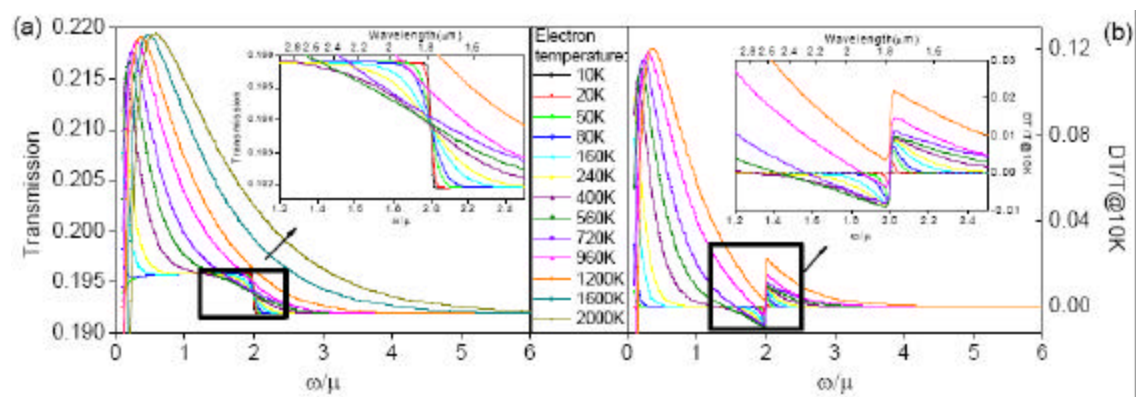 (a)
0.220
0.215
0.210
0.205
0.200
0.195
0.190
Transmission
0 1 2 3 4 5 6
ω/μ
Wavelength(μm)
2.8 2.6 2.4 2.2 2 1.8 1.6
Transmission
1.2 1.4 1.6 1.8 2.0 2.2 2.4
ω/μ
Electron
temperature:
10K
20K
50K
80K
160K
240K
400K
560K
720K
960K
1200K
1600K
2000K
(b)
0.12
0.08
0.04
0.00
DT/T@10K
0 1 2 3 4 5 6
ω/μ
Wavelength(μm)
2.8 2.6 2.4 2.2 2 1.8 1.6
0.03
0.02
0.01
0.00
-0.01
DT/T@10K
1.2 1.4 1.6 1.8 2.0 2.2 2.4
ω/μ